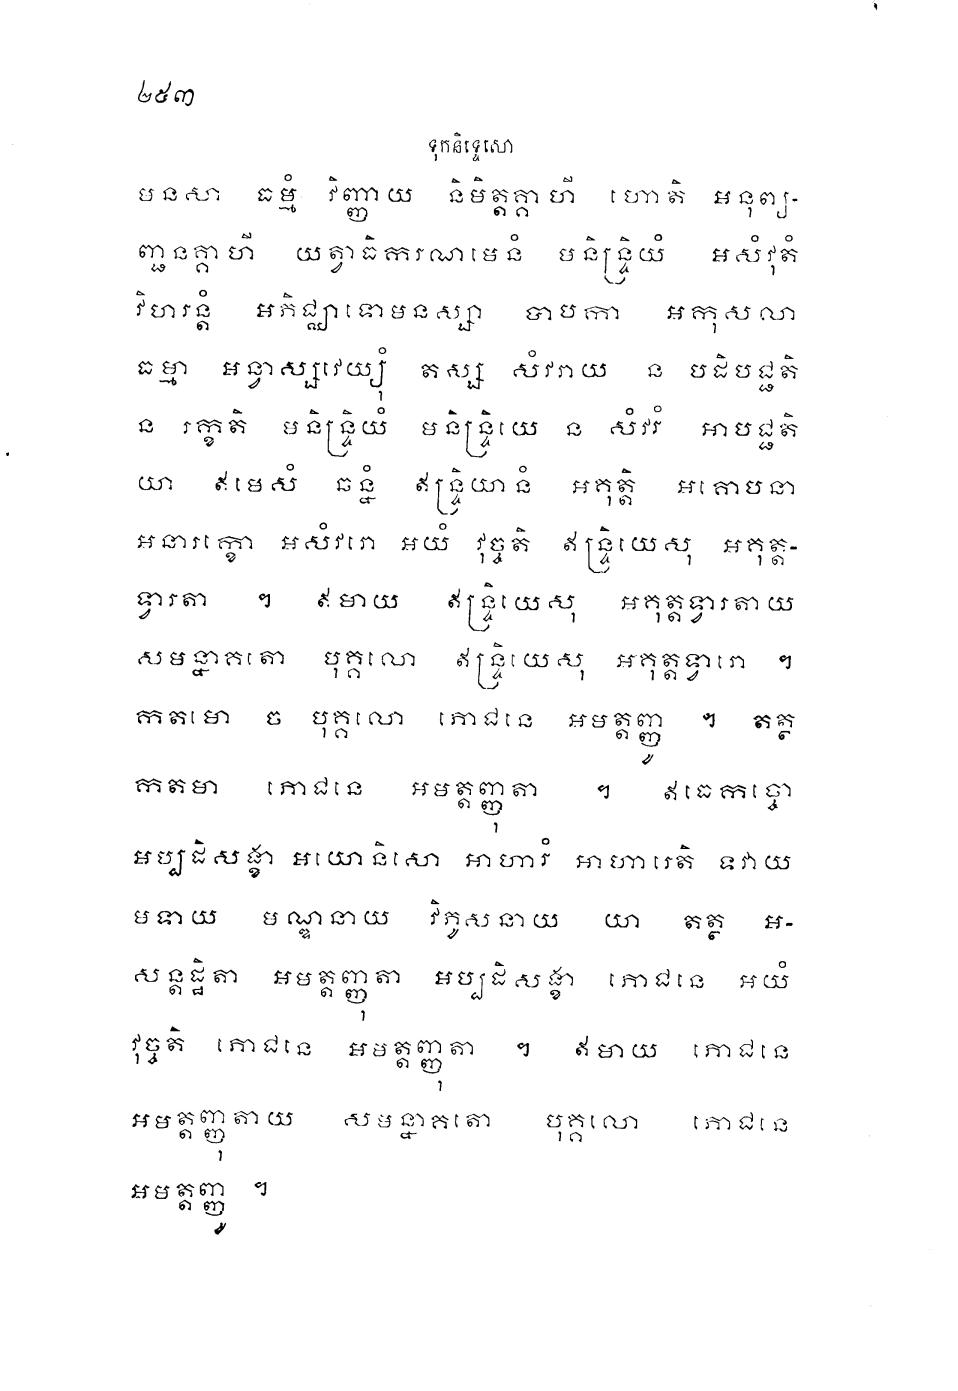 ២៥៣
ទុកនិទ្ទេសោ
មនសា ធម្មំ វិញ្ញាយ និមិត្តគ្គាហី ហោតិ អនុព្យ-
ញ្ជនគ្គាហី យត្វាធិករណមេនំ មនិន្ទ្រិយំ អសំវុតំ
វិហរន្តំ អភិជ្ឈាទោមនស្សា បាបកា អកុសលា
ធម្មា អន្វាស្សវេយ្យុំ តស្ស សំវរាយ ន បដិបជ្ជតិ
ន រក្ខតិ មនិន្ទ្រិយំ មនិន្ទ្រិយេ ន សំវរំ អាបជ្ជតិ
យា ឥមេសំ ឆន្នំ ឥន្ទ្រិយានំ អគុត្តិ អគោបនា
អនារក្ខោ អសំវរោ អយំ វុច្ចតិ ឥន្ទ្រិយេសុ អគុត្ត-
ទ្វារតា ។ ឥមាយ ឥន្ទ្រិយេសុ អគុត្តទ្វារតាយ
សមន្នាគតោ បុគ្គលោ ឥន្ទ្រិយេសុ អគុត្តទ្វារោ ។
កតមោ ច បុគ្គលោ ភោជនេ អមត្តញ្ញូ ។ តត្ថ
កតមា ភោជនេ អមត្តញ្ញុតា ។ ឥធេកច្ចោ
អប្បដិសង្ខា អយោនិសោ អាហារំ អាហារេតិ ទវាយ
មទាយ មណ្ឌនាយ វិភូសនាយ យា តត្ថ អ-
សន្តុដ្ឋិតា អមត្តញ្ញុតា អប្បដិសង្ខា ភោជនេ អយំ
វុច្ចតិ ភោជនេ អមត្តញ្ញុតា ។ ឥមាយ ភោជនេ
អមត្តញ្ញុតាយ សមន្នាគតោ បុគ្គលោ ភោជនេ
អមត្តញ្ញូ ។